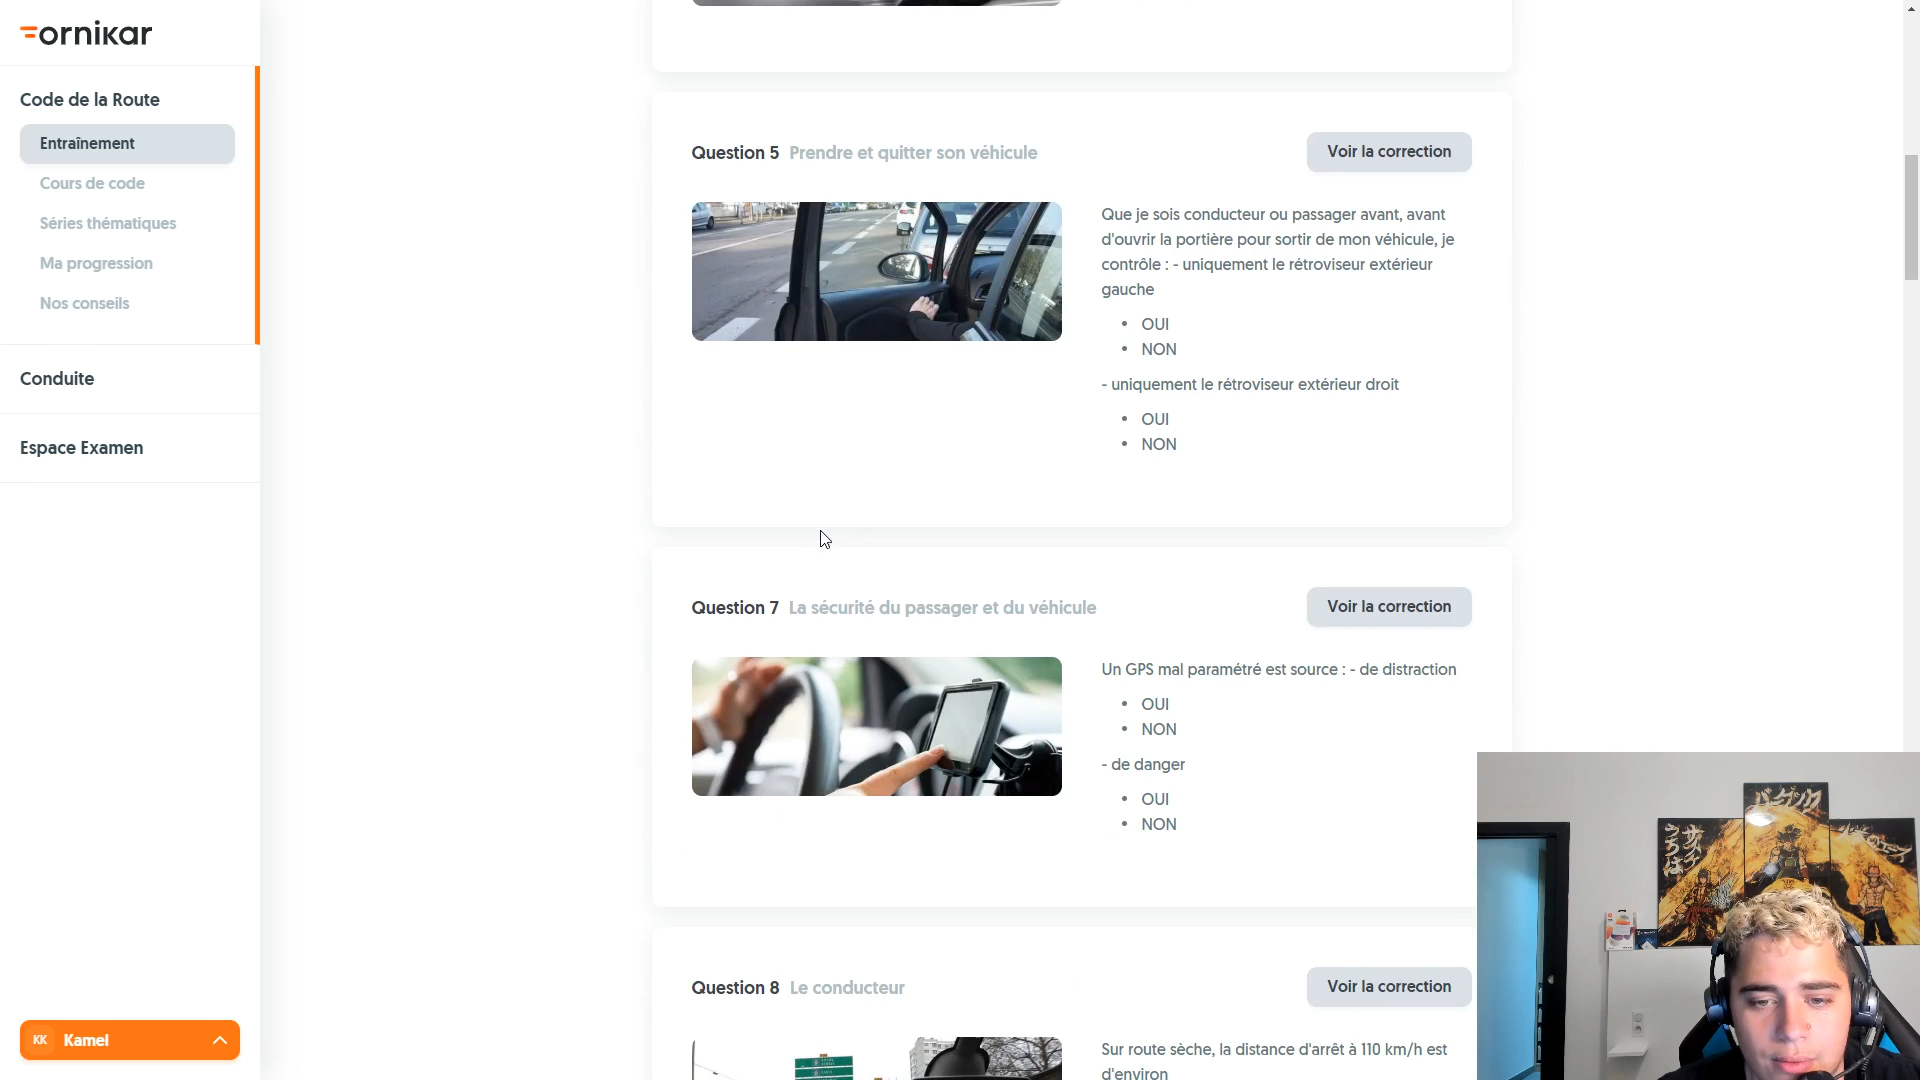 ornikar
Code de la Route
Entraînement
Cours de code
Séries thématiques
Ma progression
Nos conseils
Conduite
Espace Examen
KK Kamel
Question 5 Prendre et quitter son véhicule
Voir la correction
Que je sois conducteur ou passager avant, avant
d'ouvrir la portière pour sortir de mon véhicule, je
contrôle : - uniquement le rétroviseur extérieur
gauche
• OUI
• NON
- uniquement le rétroviseur extérieur droit
• OUI
• NON
Question 7 La sécurité du passager et du véhicule
Voir la correction
Un GPS mal paramétré est source : - de distraction
• OUI
• NON
- de danger
• OUI
• NON
Question 8 Le conducteur
Voir la correction
Sur route sèche, la distance d'arrêt à 110 km/h est
d'environ